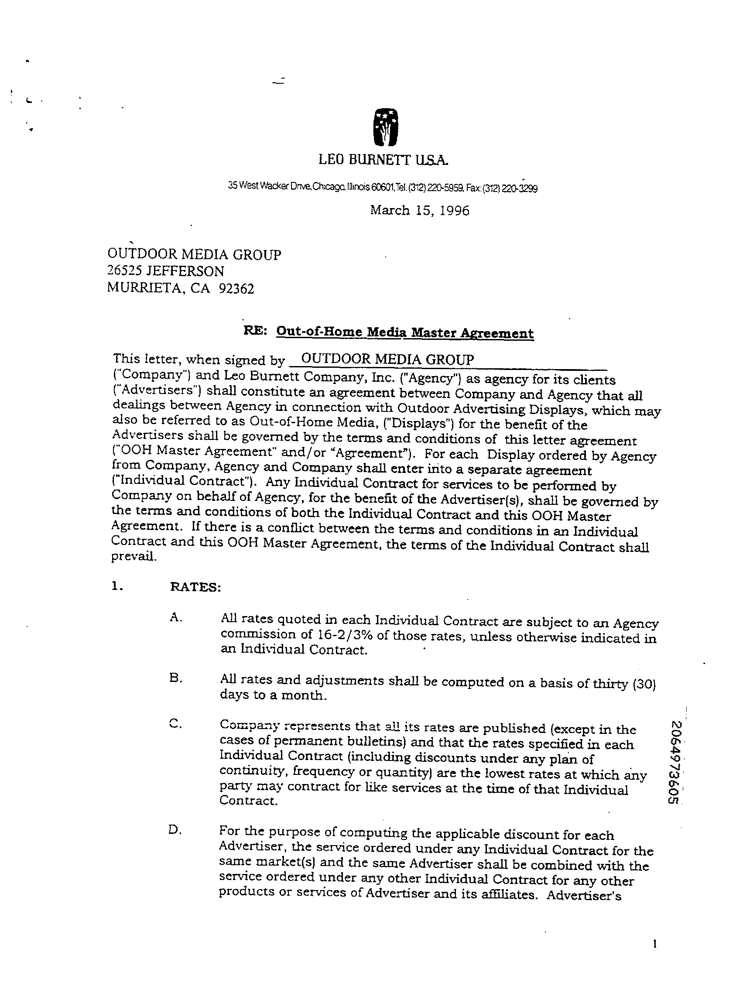 LEO BURNETT U.S.A.
35 West Wacker Drive, Chicago, Illinois 60601, Tel. (312) 220-5959, Fax: (312) 220-3299
March 15, 1996
OUTDOOR MEDIA GROUP
26525 JEFFERSON
MURRIETA, CA 92362
RE: Out-of-Home Media Master Agreement
This letter, when signed by OUTDOOR MEDIA GROUP
("Company") and Leo Burnett Company, Inc. ("Agency") as agency for its clients
("Advertisers") shall constitute an agreement between Company and Agency that all
dealings between Agency in connection with Outdoor Advertising Displays, which may
also be referred to as Out-of-Home Media, ("Displays") for the benefit of the
Advertisers shall be governed by the terms and conditions of this letter agreement
("OOH Master Agreement" and/or "Agreement"). For each Display ordered by Agency
from Company, Agency and Company shall enter into a separate agreement
("Individual Contract"). Any Individual Contract for services to be performed by
Company on behalf of Agency, for the benefit of the Advertiser(s), shall be governed by
the terms and conditions of both the Individual Contract and this OOH Master
Agreement. If there is a conflict between the terms and conditions in an Individual
Contract and this OOH Master Agreement, the terms of the Individual Contract shall
prevail.
1. RATES:
A. All rates quoted in each Individual Contract are subject to an Agency
commission of 16-2/3% of those rates, unless otherwise indicated in
an Individual Contract.
B. All rates and adjustments shall be computed on a basis of thirty (30)
days to a month.
C. Company represents that all its rates are published (except in the
cases of permanent bulletins) and that the rates specified in each
Individual Contract (including discounts under any plan of
continuity, frequency or quantity) are the lowest rates at which any
party may contract for like services at the time of that Individual
Contract.
D. For the purpose of computing the applicable discount for each
Advertiser, the service ordered under any Individual Contract for the
same market(s) and the same Advertiser shall be combined with the
service ordered under any other Individual Contract for any other
products or services of Advertiser and its affiliates. Advertiser's
2064973605
1